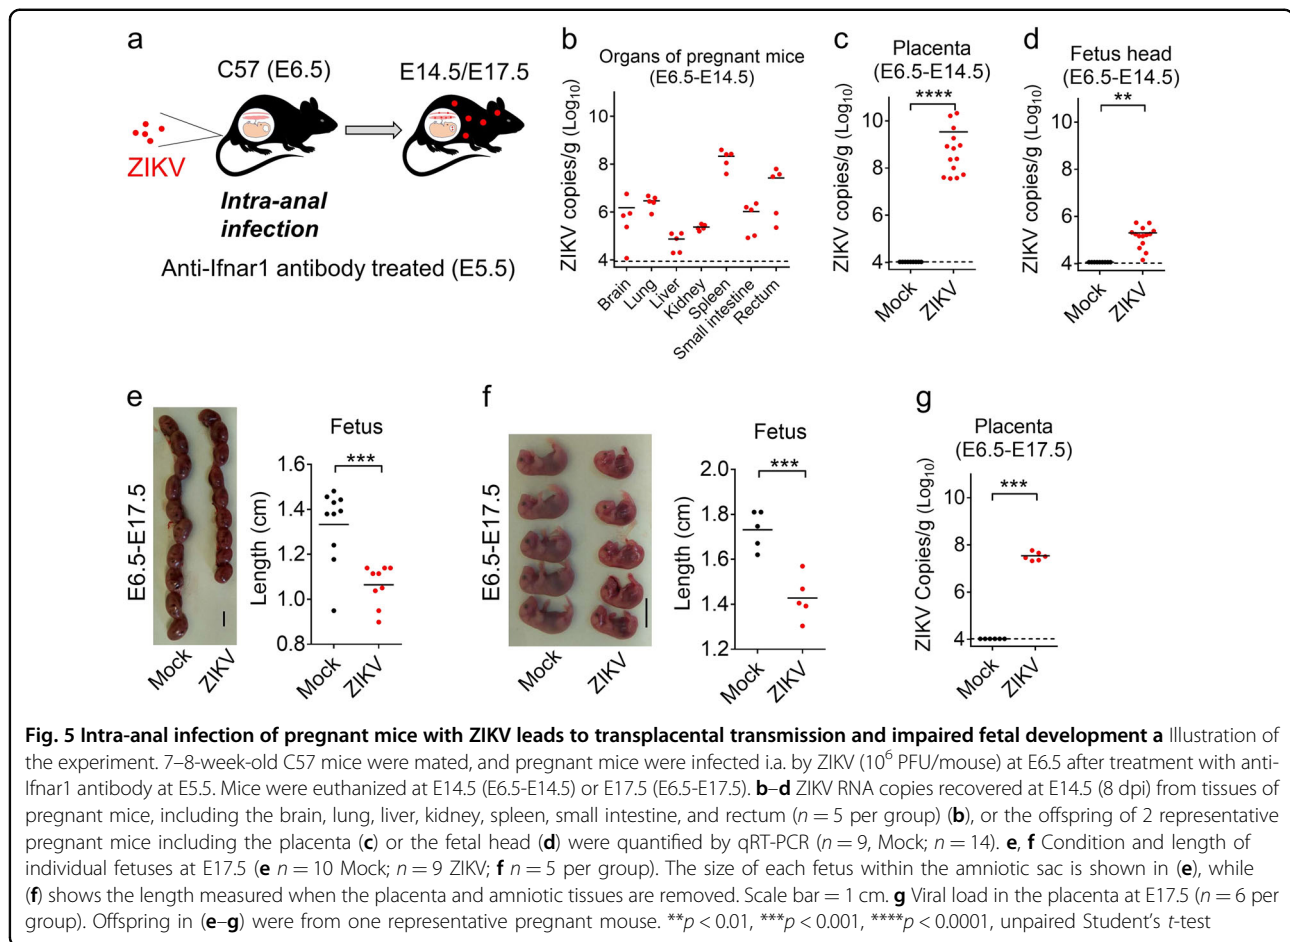 a
C57 (E6.5)
E14.5/E17.5
ZIKV
Intra-anal
infection
Anti-Ifnar1 antibody treated (E5.5)
b
Organs of pregnant mice
(E6.5-E14.5)
ZIKV copies/g (Log10)
10
8
6
4
Brain
Lung
Liver
Kidney
Spleen
Small intestine
Rectum
c
Placenta
(E6.5-E14.5)
****
ZIKV copies/g (Log10)
10
8
6
4
Mock
ZIKV
d
Fetus head
(E6.5-E14.5)
**
ZIKV copies/g (Log10)
10
8
6
4
Mock
ZIKV
e
E6.5-E17.5
Mock
ZIKV
Fetus
***
Length (cm)
1.6
1.4
1.2
1.0
0.8
Mock
ZIKV
f
E6.5-E17.5
Mock
ZIKV
Fetus
***
Length (cm)
2.0
1.8
1.6
1.4
1.2
Mock
ZIKV
g
Placenta
(E6.5-E17.5)
***
ZIKV Copies/g (Log10)
10
8
6
4
Mock
ZIKV
Fig. 5 Intra-anal infection of pregnant mice with ZIKV leads to transplacental transmission and impaired fetal development a Illustration of
the experiment. 7–8-week-old C57 mice were mated, and pregnant mice were infected i.a. by ZIKV (10⁶ PFU/mouse) at E6.5 after treatment with anti-
Ifnar1 antibody at E5.5. Mice were euthanized at E14.5 (E6.5-E14.5) or E17.5 (E6.5-E17.5). b–d ZIKV RNA copies recovered at E14.5 (8 dpi) from tissues of
pregnant mice, including the brain, lung, liver, kidney, spleen, small intestine, and rectum (n = 5 per group) (b), or the offspring of 2 representative
pregnant mice including the placenta (c) or the fetal head (d) were quantified by qRT-PCR (n = 9, Mock; n = 14). e, f Condition and length of
individual fetuses at E17.5 (e n = 10 Mock; n = 9 ZIKV; f n = 5 per group). The size of each fetus within the amniotic sac is shown in (e), while
(f) shows the length measured when the placenta and amniotic tissues are removed. Scale bar = 1 cm. g Viral load in the placenta at E17.5 (n = 6 per
group). Offspring in (e–g) were from one representative pregnant mouse. **p < 0.01, ***p < 0.001, ****p < 0.0001, unpaired Student's t-test